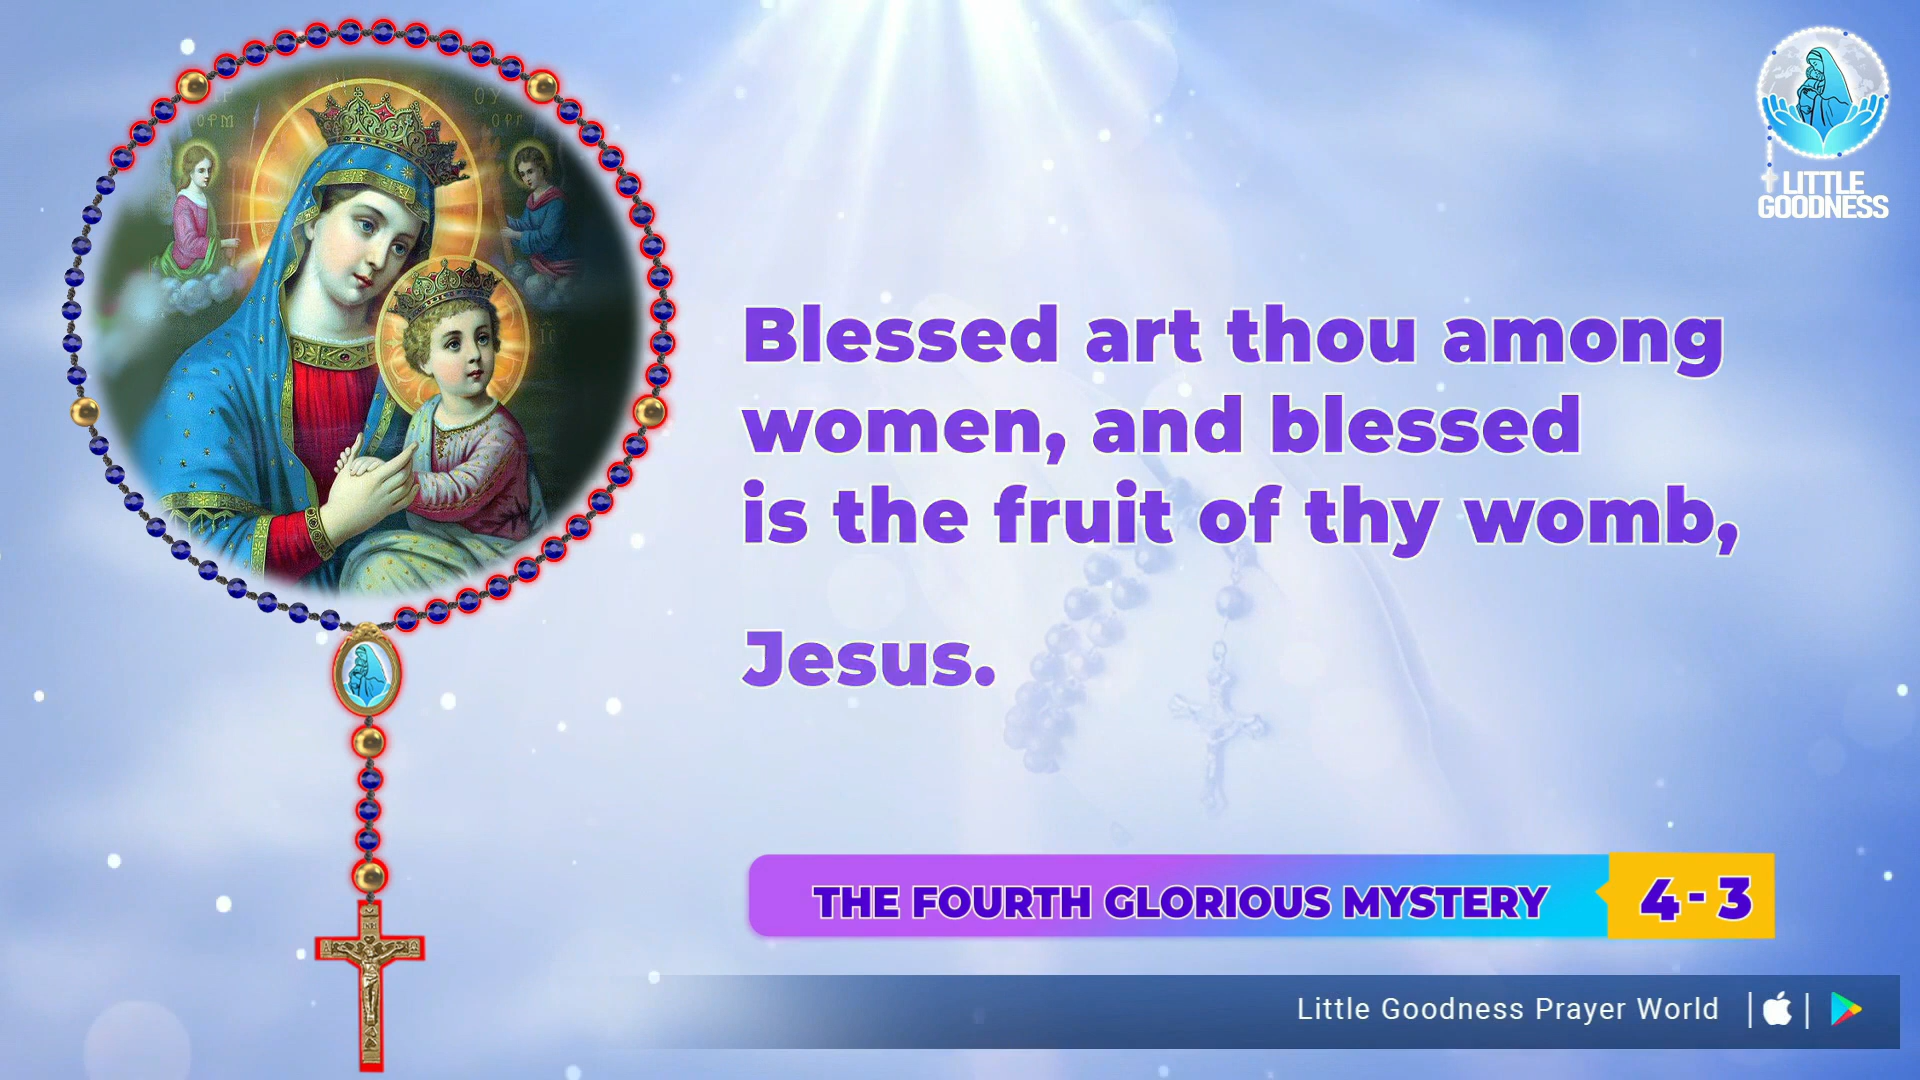 LITTLE
GOODNESS
Blessed art thou among
women, and blessed
is the fruit of thy womb,
Jesus.
THE FOURTH GLORIOUS MYSTERY
4 - 3
Little Goodness Prayer World